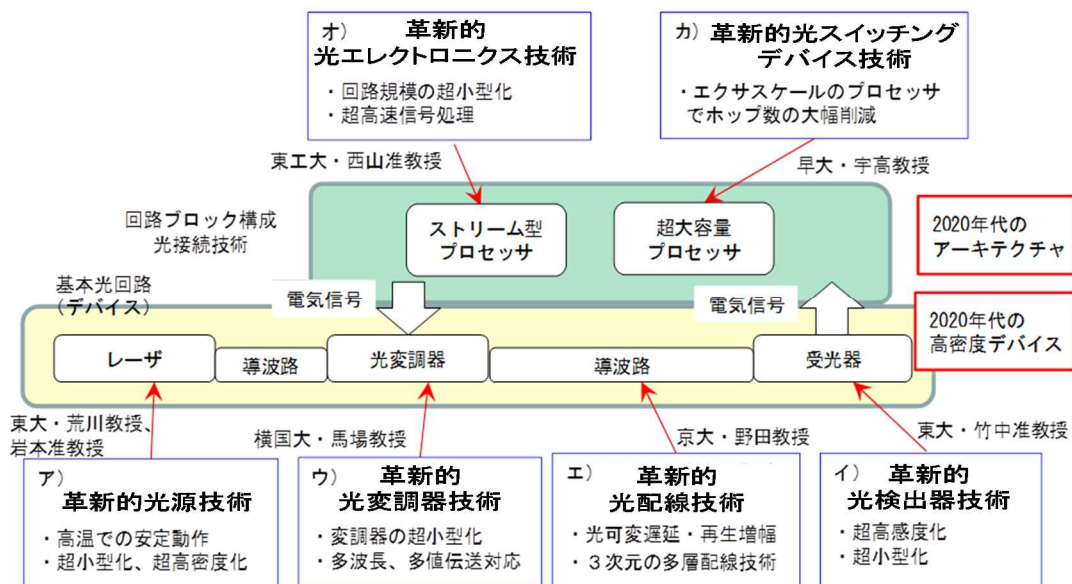 オ) 革新的
光エレクトロニクス技術
・回路規模の超小型化
・超高速信号処理
カ) 革新的光スイッチング
デバイス技術
・エクサスケールのプロセッサ
でホップ数の大幅削減
東工大・西山准教授
早大・宇高教授
回路ブロック構成
光接続技術
ストリーム型
プロセッサ
超大容量
プロセッサ
2020年代の
アーキテクチャ
基本光回路
(デバイス)
電気信号
電気信号
2020年代の
高密度デバイス
レーザ
導波路
光変調器
導波路
受光器
東大・荒川教授、
岩本准教授
横国大・馬場教授
京大・野田教授
東大・竹中准教授
ア)
革新的光源技術
・高温での安定動作
・超小型化、超高密度化
ウ) 革新的
光変調器技術
・変調器の超小型化
・多波長、多値伝送対応
エ) 革新的
光配線技術
・光可変遅延・再生増幅
・3次元の多層配線技術
イ) 革新的
光検出器技術
・超高感度化
・超小型化